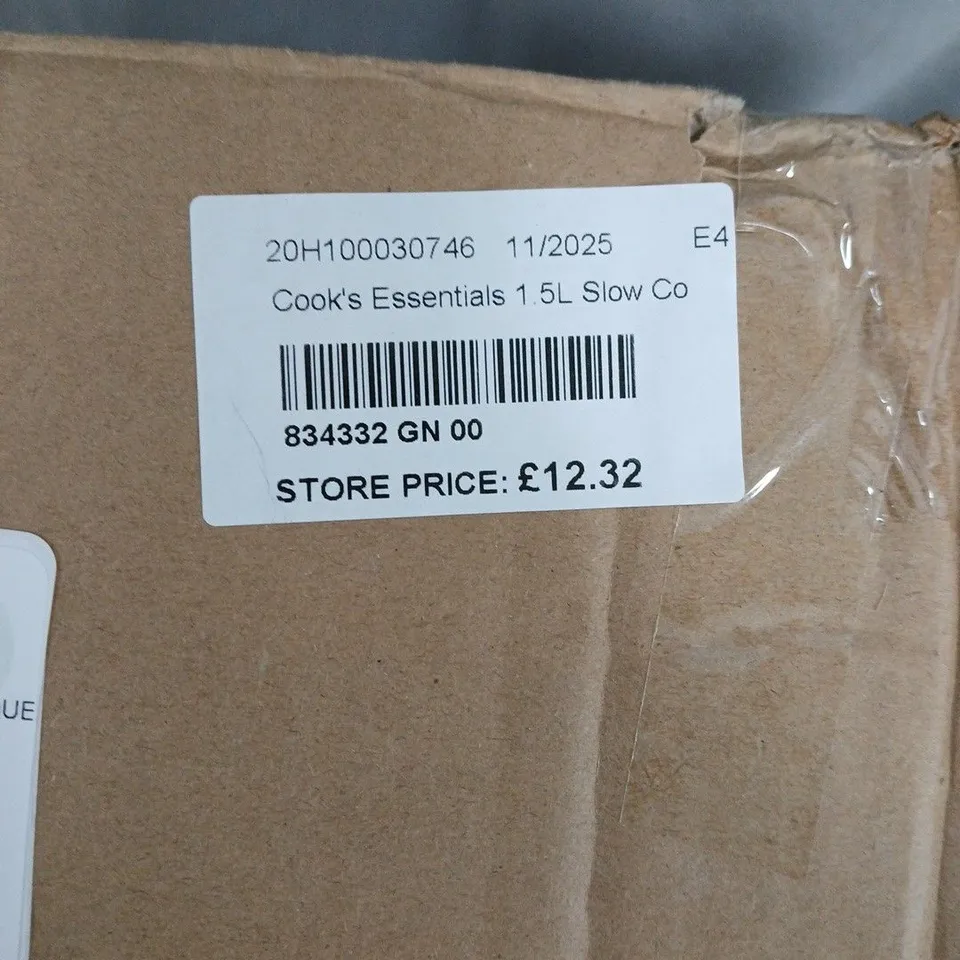 20H100030746 11/2025 E4
Cook's Essentials 1.5L Slow Co
834332 GN 00
STORE PRICE: £12.32
UE